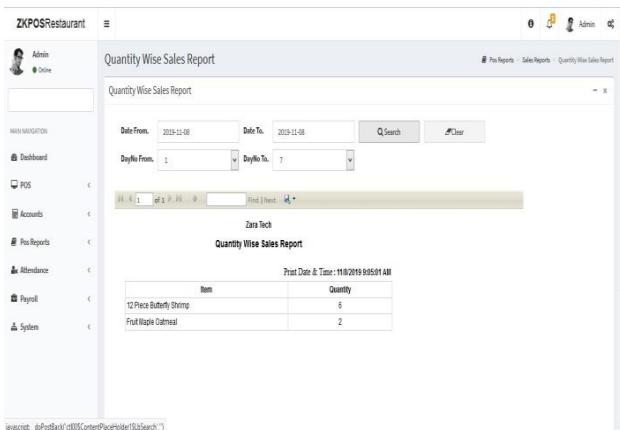 ZKPOSRestaurant
Admin
Admin
Online
MAIN NAVIGATION
Dashboard
POS
Accounts
Pos Reports
Attendance
Payroll
System
Quantity Wise Sales Report
Pos Reports
Sales Reports
Quantity Wise Sales Report
Quantity Wise Sales Report
Date From. 2019-11-08 Date To. 2019-11-08 Search Clear
DayNo From. 1 DayNo To. 7
1 of 1 Find | Next
Zara Tech
Quantity Wise Sales Report
Print Date & Time : 11/8/2019 9:05:01 AM
Item Quantity
12 Piece Butterfly Shrimp 6
Fruit Maple Oatmeal 2
javascript:__doPostBack('ctl00$ContentPlaceHolder1$LbSearch','')